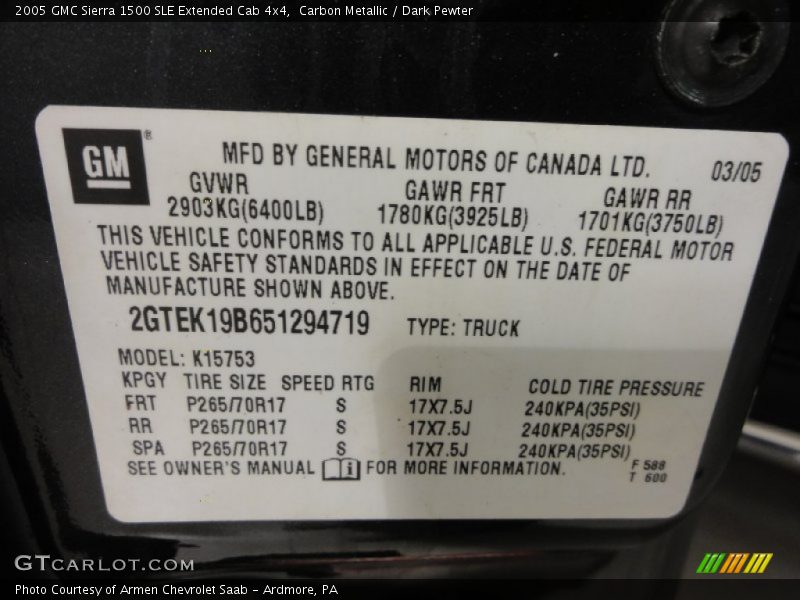 2005 GMC Sierra 1500 SLE Extended Cab 4x4, Carbon Metallic / Dark Pewter
GM ®
MFD BY GENERAL MOTORS OF CANADA LTD. 03/05
GVWR GAWR FRT GAWR RR
2903KG(6400LB) 1780KG(3925LB) 1701KG(3750LB)
THIS VEHICLE CONFORMS TO ALL APPLICABLE U.S. FEDERAL MOTOR
VEHICLE SAFETY STANDARDS IN EFFECT ON THE DATE OF
MANUFACTURE SHOWN ABOVE.
2GTEK19B651294719 TYPE: TRUCK
MODEL: K15753
KPGY TIRE SIZE SPEED RTG RIM COLD TIRE PRESSURE
FRT P265/70R17 S 17X7.5J 240KPA(35PSI)
RR P265/70R17 S 17X7.5J 240KPA(35PSI)
SPA P265/70R17 S 17X7.5J 240KPA(35PSI)
SEE OWNER'S MANUAL i FOR MORE INFORMATION.
F 588
T 600
GTCARLOT.COM
Photo Courtesy of Armen Chevrolet Saab - Ardmore, PA